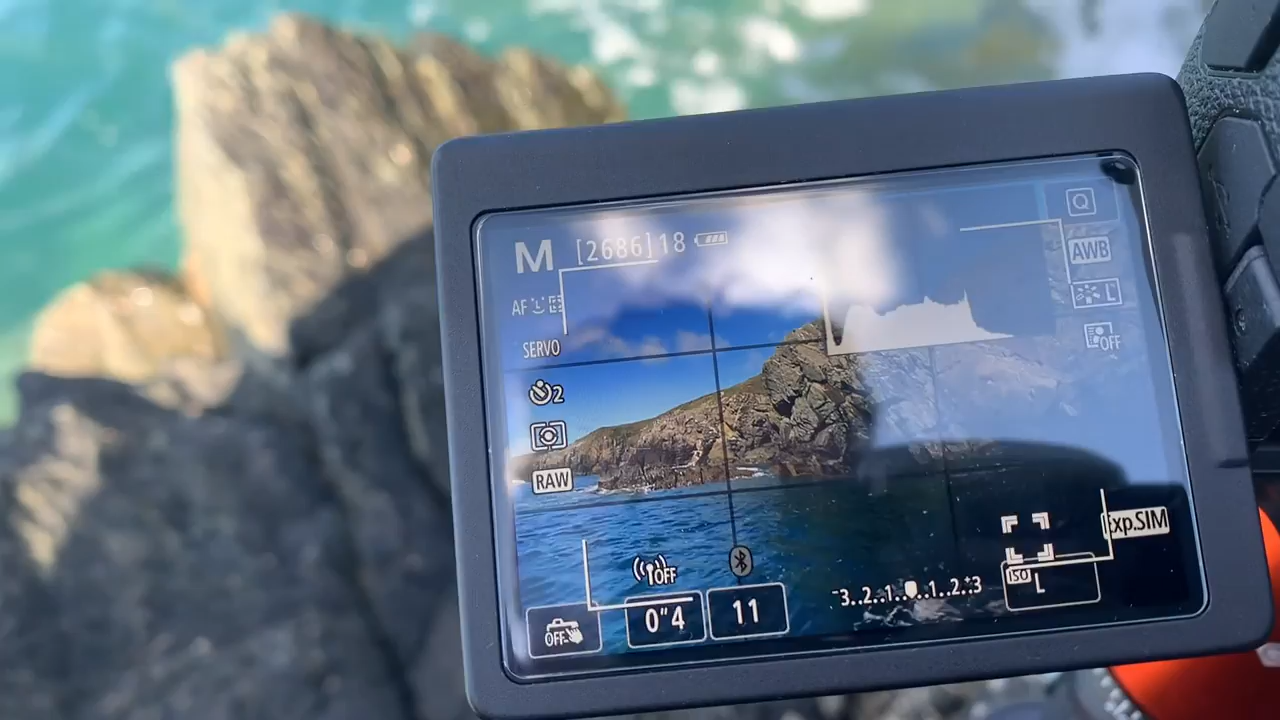 M [2686] 18
Q
AWB
AF
L
SERVO
OFF
2
RAW
Exp.SIM
OFF
OFF
0"4
11
-3..2..1..0..1..2..+3
ISO
L